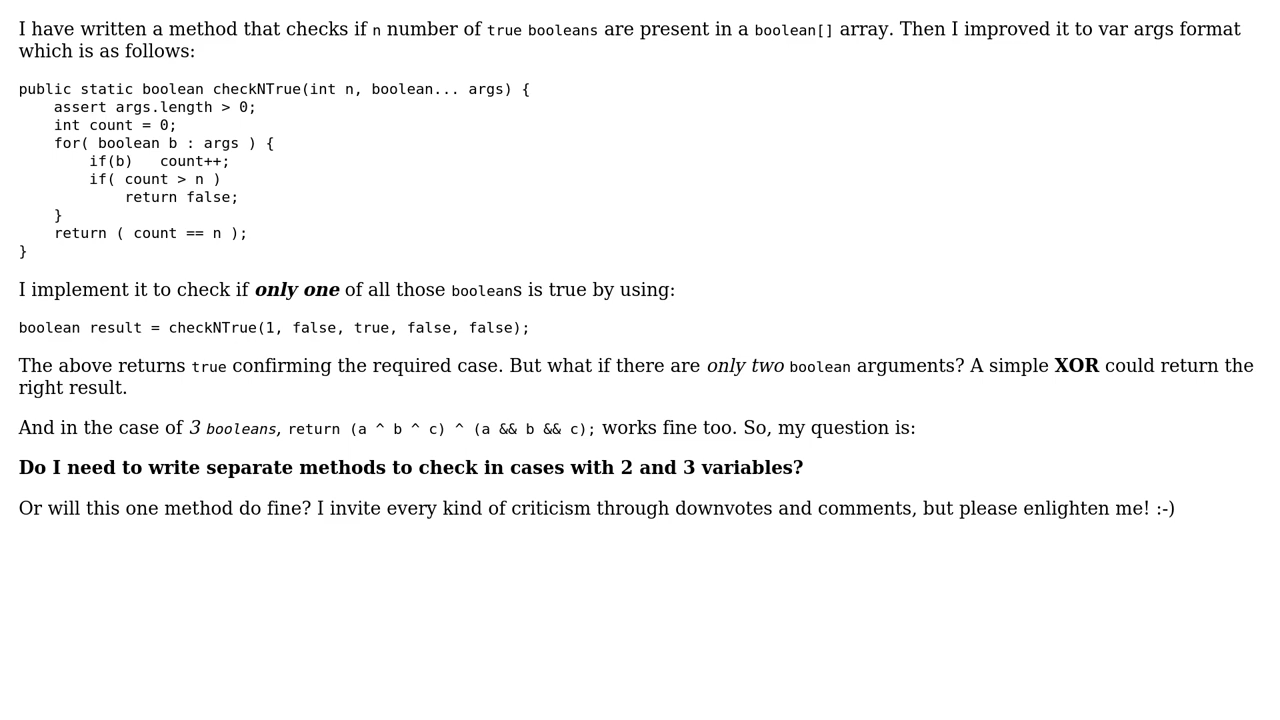 I have written a method that checks if n number of true booleans are present in a boolean[] array. Then I improved it to var args format
which is as follows:
public static boolean checkNTrue(int n, boolean... args) {
    assert args.length > 0;
    int count = 0;
    for( boolean b : args ) {
        if(b)   count++;
        if( count > n )
            return false;
    }
    return ( count == n );
}
I implement it to check if only one of all those booleans is true by using:
boolean result = checkNTrue(1, false, true, false, false);
The above returns true confirming the required case. But what if there are only two boolean arguments? A simple XOR could return the
right result.
And in the case of 3 booleans, return (a ^ b ^ c) ^ (a && b && c); works fine too. So, my question is:
Do I need to write separate methods to check in cases with 2 and 3 variables?
Or will this one method do fine? I invite every kind of criticism through downvotes and comments, but please enlighten me! :-)